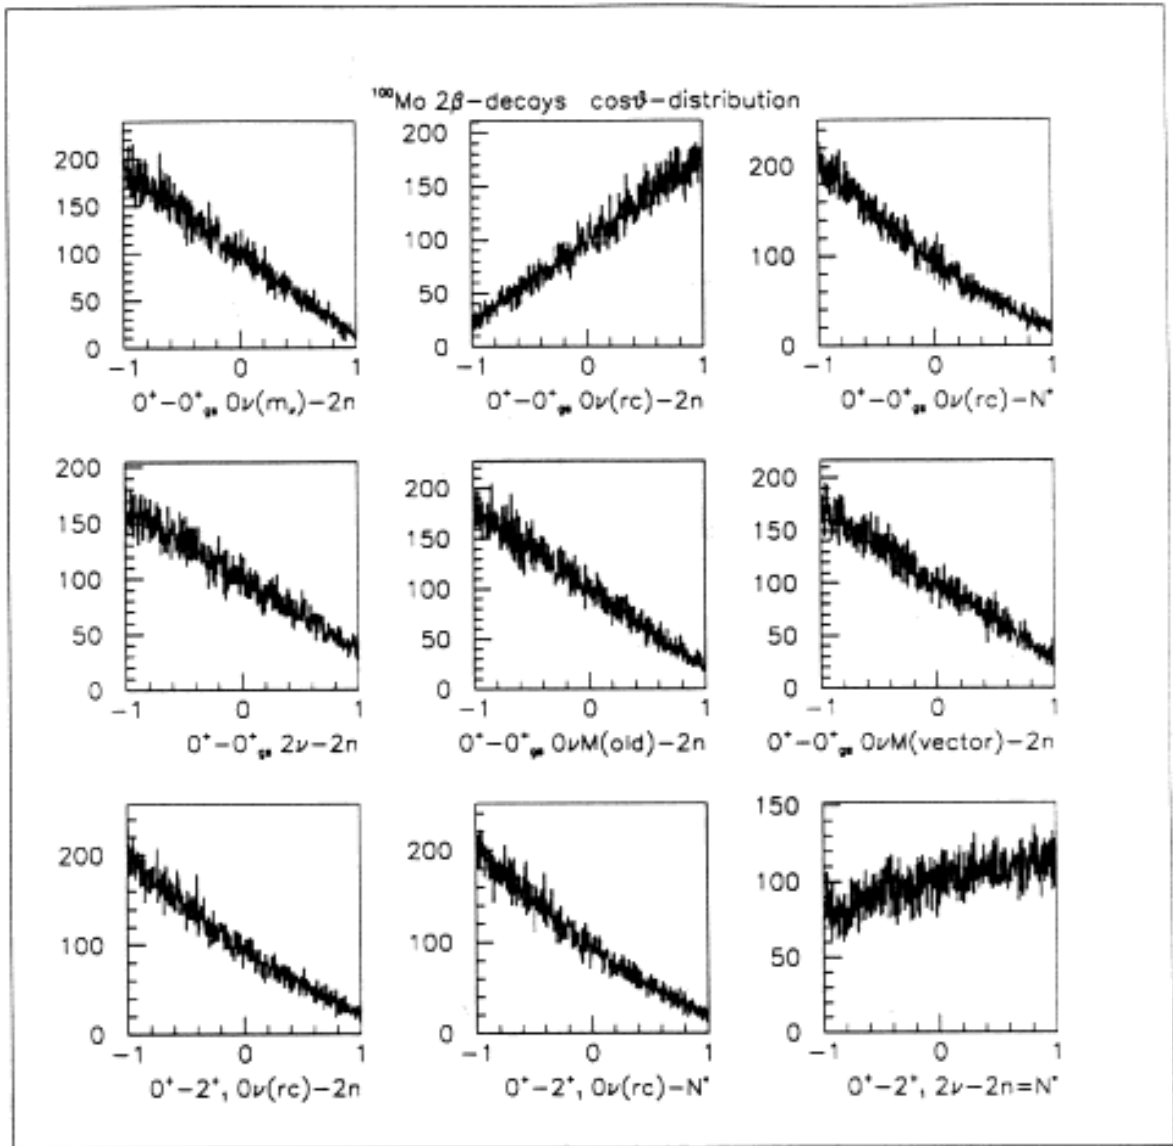 ¹⁰⁰Mo 2β-decays cosϑ-distribution
200
150
100
50
0
-1 0 1
0⁺-0⁺gs 0ν(mν)-2n
200
150
100
50
0
-1 0 1
0⁺-0⁺gs 0ν(rc)-2n
200
100
0
-1 0 1
0⁺-0⁺gs 0ν(rc)-N*
200
150
100
50
0
-1 0 1
0⁺-0⁺gs 2ν-2n
200
150
100
50
0
-1 0 1
0⁺-0⁺gs 0νM(old)-2n
200
150
100
50
0
-1 0 1
0⁺-0⁺gs 0νM(vector)-2n
200
100
0
-1 0 1
0⁺-2⁺₁ 0ν(rc)-2n
200
100
0
-1 0 1
0⁺-2⁺₁ 0ν(rc)-N*
150
100
50
0
-1 0 1
0⁺-2⁺₁ 2ν-2n=N*